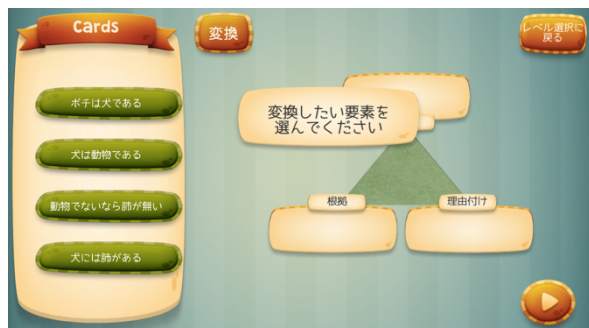 Cards
変換
レベル選択に
戻る
ポチは犬である
犬は動物である
動物でないなら肺が無い
犬には肺がある
変換したい要素を
選んでください
根拠
理由付け